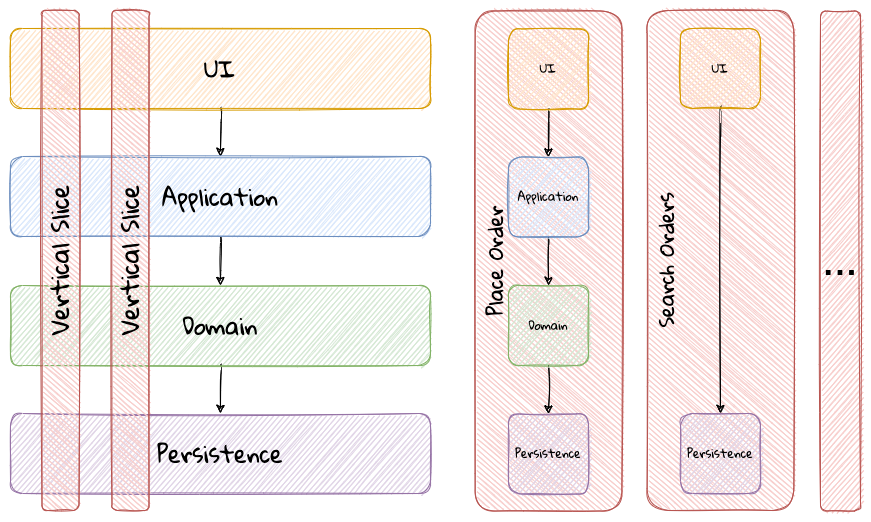 UI
Application
Domain
Persistence
Vertical Slice
Vertical Slice
Place Order
UI
Application
Domain
Persistence
Search Orders
UI
Persistence
...